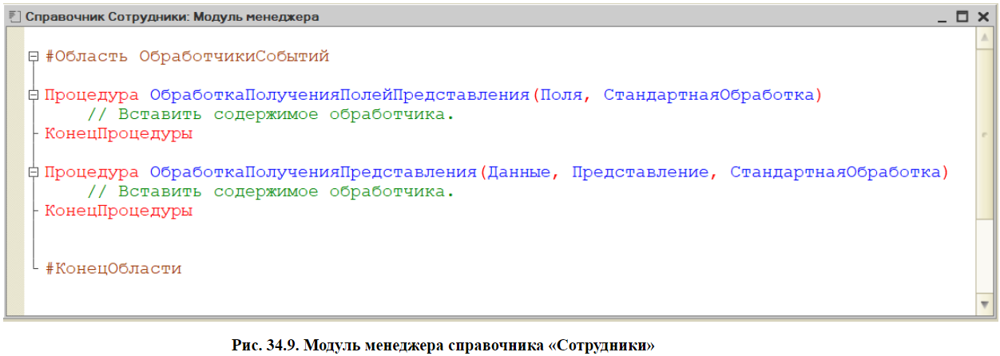 Справочник Сотрудники: Модуль менеджера
#Область ОбработчикиСобытий
Процедура ОбработкаПолученияПолейПредставления(Поля, СтандартнаяОбработка)
// Вставить содержимое обработчика.
КонецПроцедуры
Процедура ОбработкаПолученияПредставления(Данные, Представление, СтандартнаяОбработка)
// Вставить содержимое обработчика.
КонецПроцедуры
#КонецОбласти
Рис. 34.9. Модуль менеджера справочника «Сотрудники»